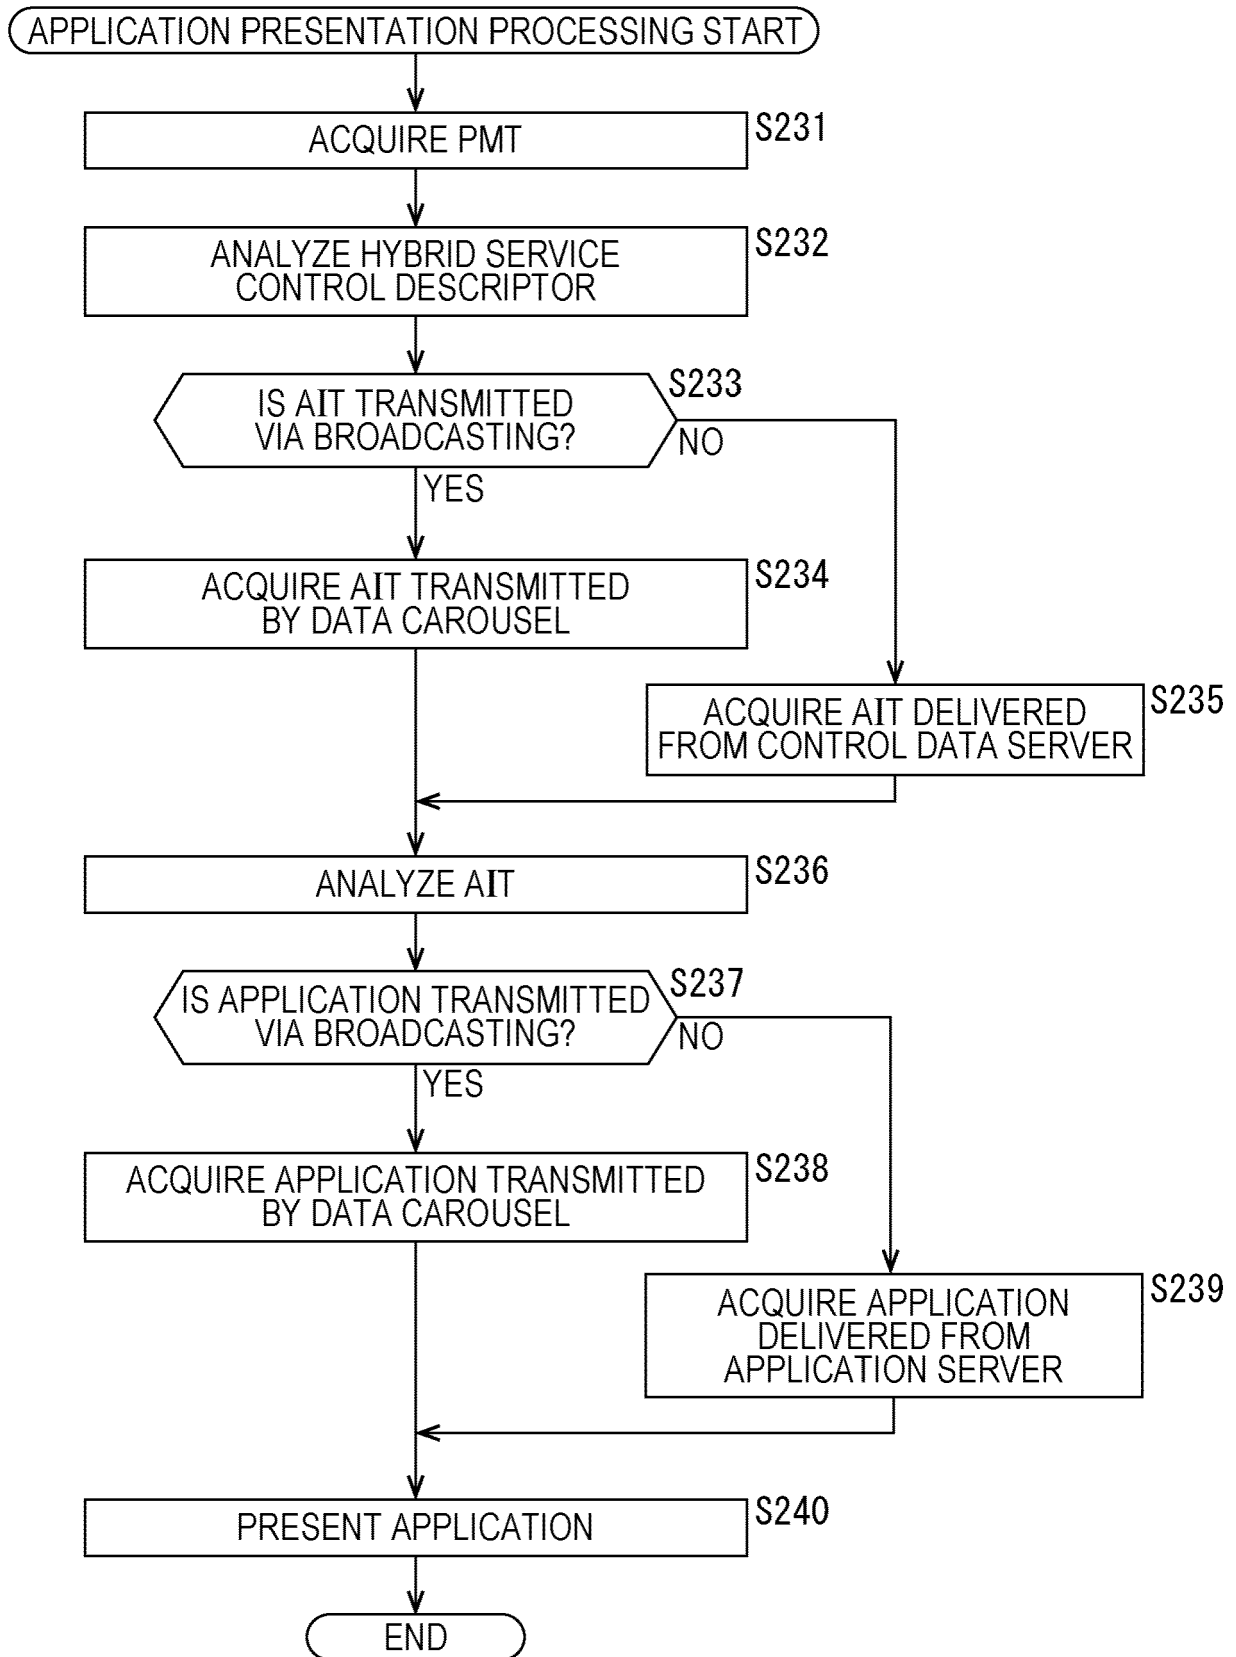 APPLICATION PRESENTATION PROCESSING START
ACQUIRE PMT
S231
ANALYZE HYBRID SERVICE
CONTROL DESCRIPTOR
S232
IS AIT TRANSMITTED
VIA BROADCASTING?
S233
NO
YES
ACQUIRE AIT TRANSMITTED
BY DATA CAROUSEL
S234
ACQUIRE AIT DELIVERED
FROM CONTROL DATA SERVER
S235
ANALYZE AIT
S236
IS APPLICATION TRANSMITTED
VIA BROADCASTING?
S237
NO
YES
ACQUIRE APPLICATION TRANSMITTED
BY DATA CAROUSEL
S238
ACQUIRE APPLICATION
DELIVERED FROM
APPLICATION SERVER
S239
PRESENT APPLICATION
S240
END